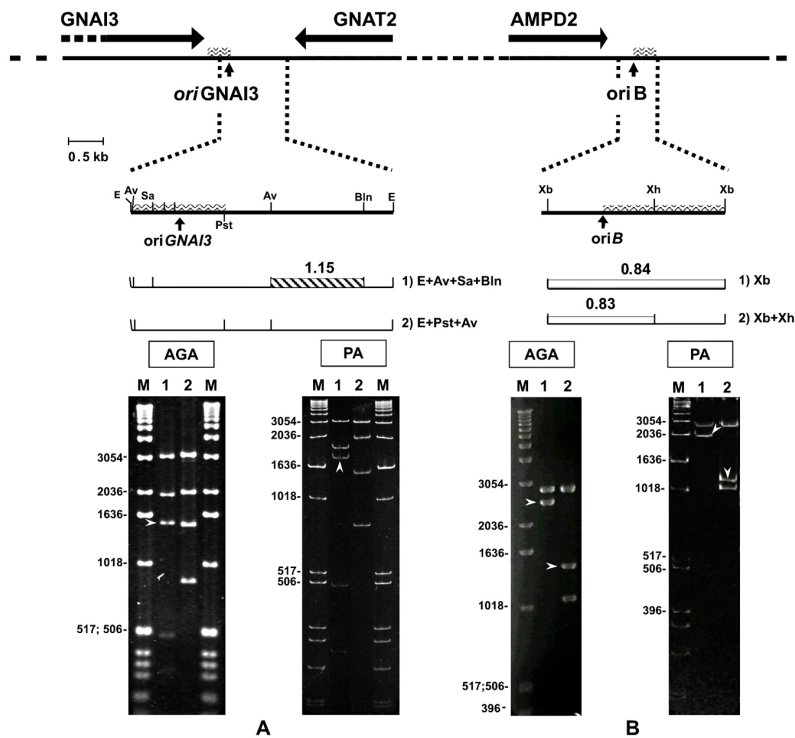 GNAI3 GNAT2 AMPD2
oriGNAI3 ori B
0.5 kb
E Av Sa Av Bln E Xb Xh Xb
Pst
oriGNAI3 oriB
1.15 0.84
1) E+Av+Sa+Bln 1) Xb
0.83
2) E+Pst+Av 2) Xb+Xh
AGA PA AGA PA
M 1 2 M M 1 2 M M 1 2 M 1 2
3054-
2036-
1636-
1018-
517; 506-
3054-
2036-
1636-
1018-
517-
506-
3054-
2036-
1636-
1018-
517;506-
396-
3054-
2036-
1636-
1018-
517-
506-
396-
A B